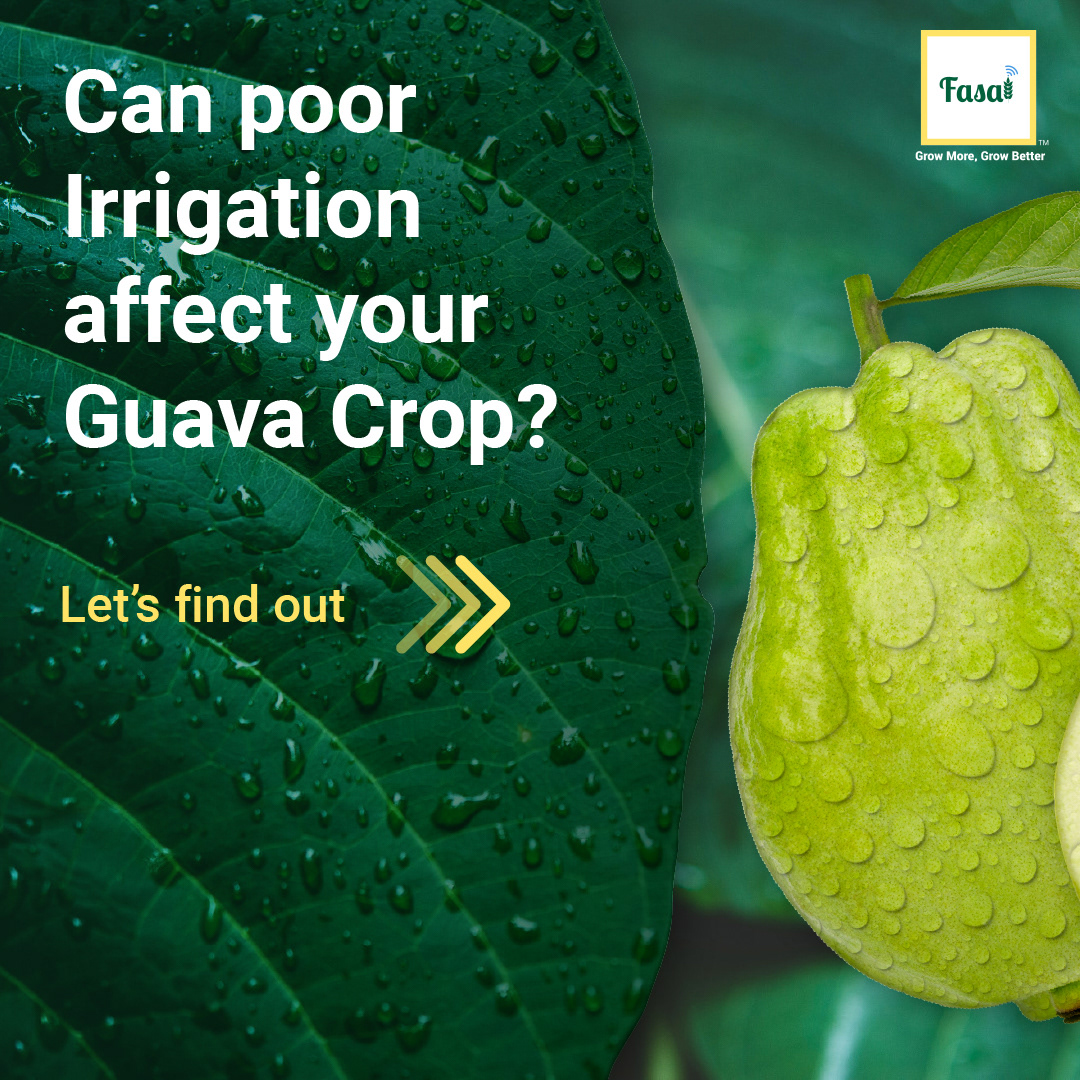 Can poor
Irrigation
affect your
Guava Crop?
Let's find out
Fasal
TM
Grow More, Grow Better